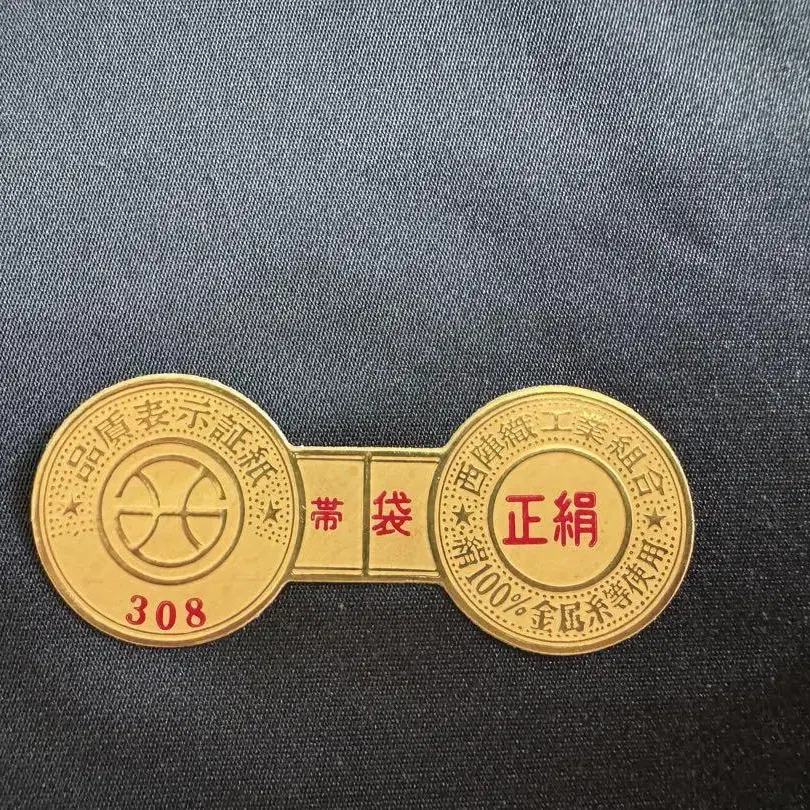 品質表示証紙
308
帯
袋
西陣織工業組合
正絹
絹100%金属糸等使用